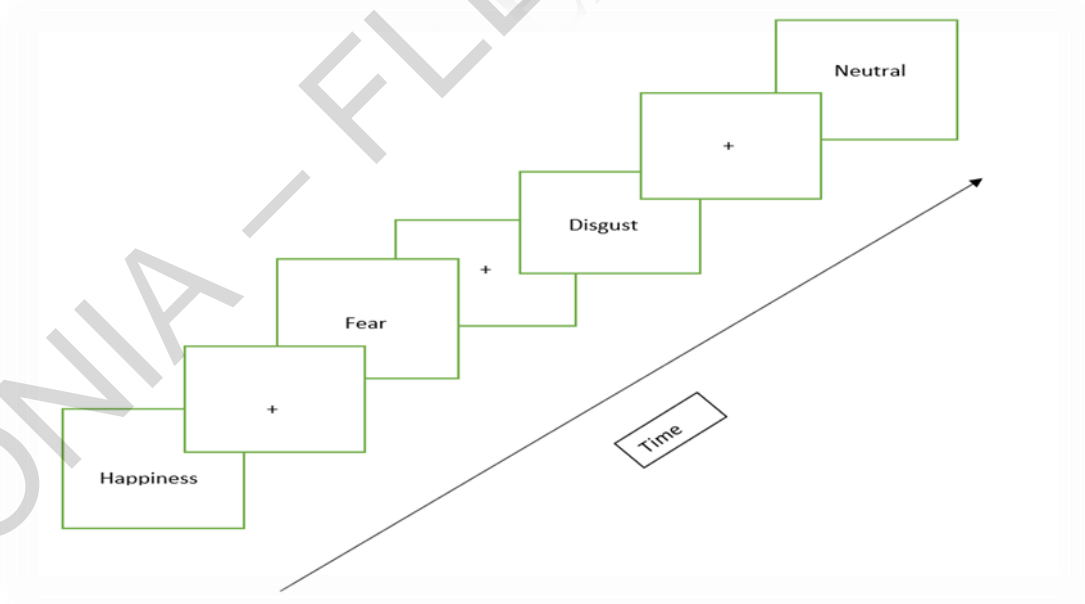 Neutral
+
Disgust
+
Fear
+
Happiness
Time